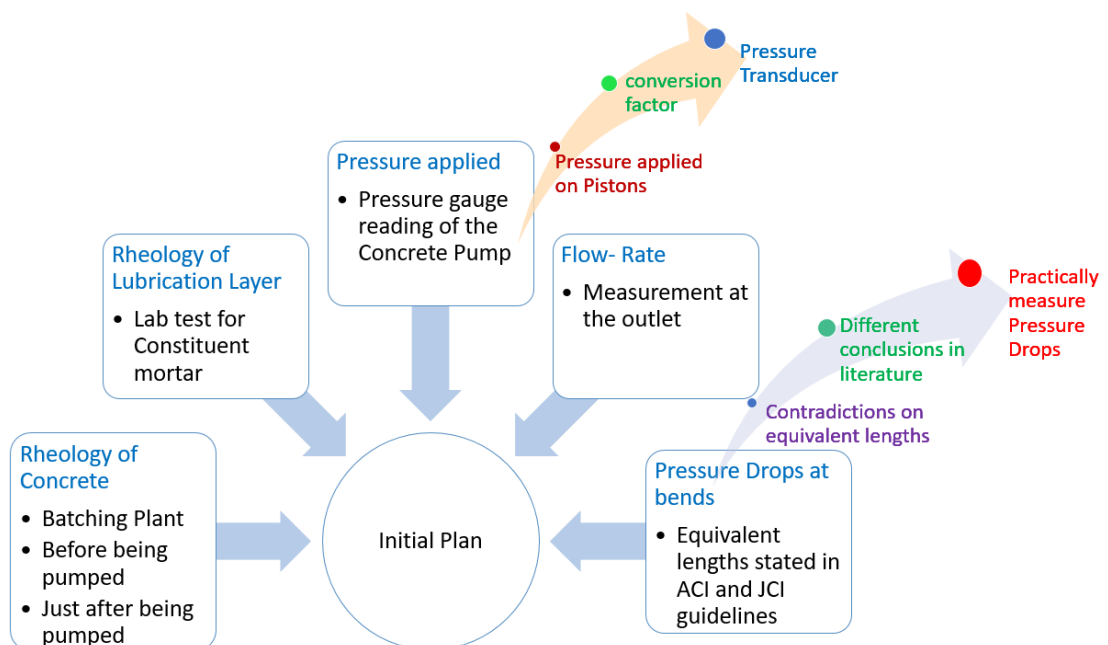 Pressure
Transducer
conversion
factor
Pressure applied
on Pistons
Pressure applied
• Pressure gauge
reading of the
Concrete Pump
Rheology of
Lubrication Layer
• Lab test for
Constituent
mortar
Flow- Rate
• Measurement at
the outlet
Practically
measure
Pressure
Drops
Different
conclusions in
literature
Contradictions on
equivalent lengths
Rheology of
Concrete
• Batching Plant
• Before being
pumped
• Just after being
pumped
Initial Plan
Pressure Drops at
bends
• Equivalent
lengths stated in
ACI and JCI
guidelines